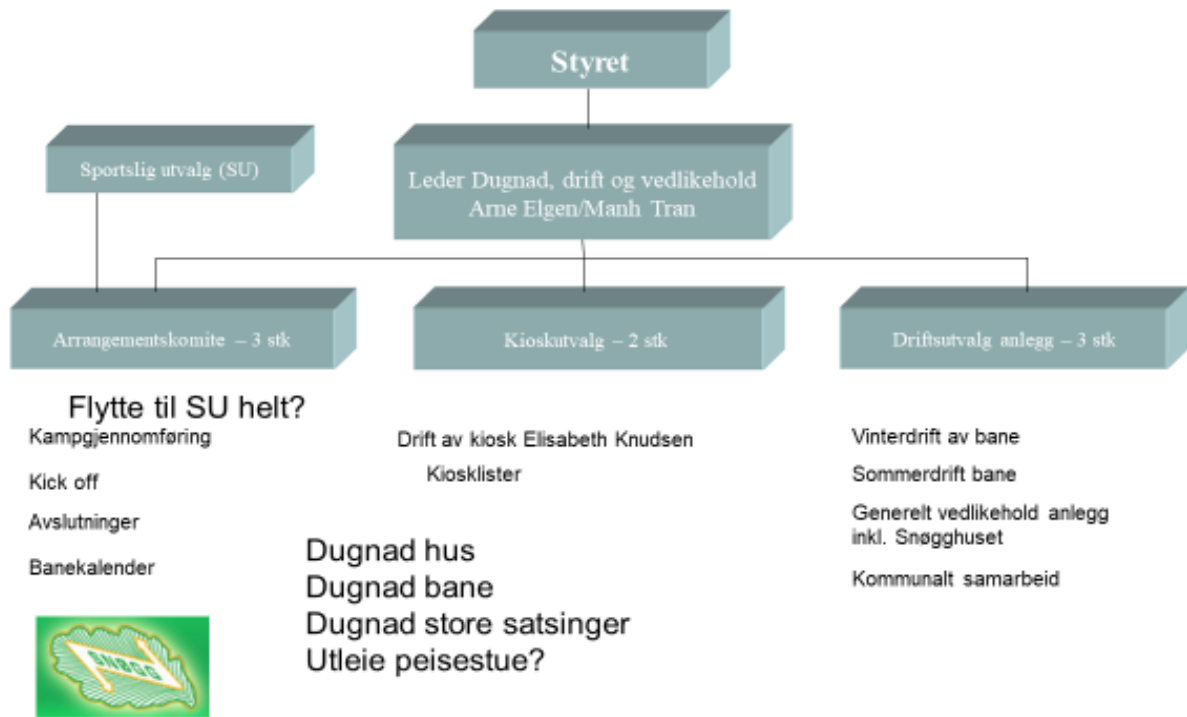 Styret
Sportslig utvalg (SU)
Leder Dugnad, drift og vedlikehold
Arne Elgen/Manh Tran
Arrangementskomite – 3 stk
Kioskutvalg – 2 stk
Driftsutvalg anlegg – 3 stk
Flytte til SU helt?
Kampgjennomføring
Kick off
Avslutninger
Banekalender
Drift av kiosk Elisabeth Knudsen
Kiosklister
Dugnad hus
Dugnad bane
Dugnad store satsinger
Utleie peisestue?
Vinterdrift av bane
Sommerdrift bane
Generelt vedlikehold anlegg
inkl. Snøgghuset
Kommunalt samarbeid
SNØGG